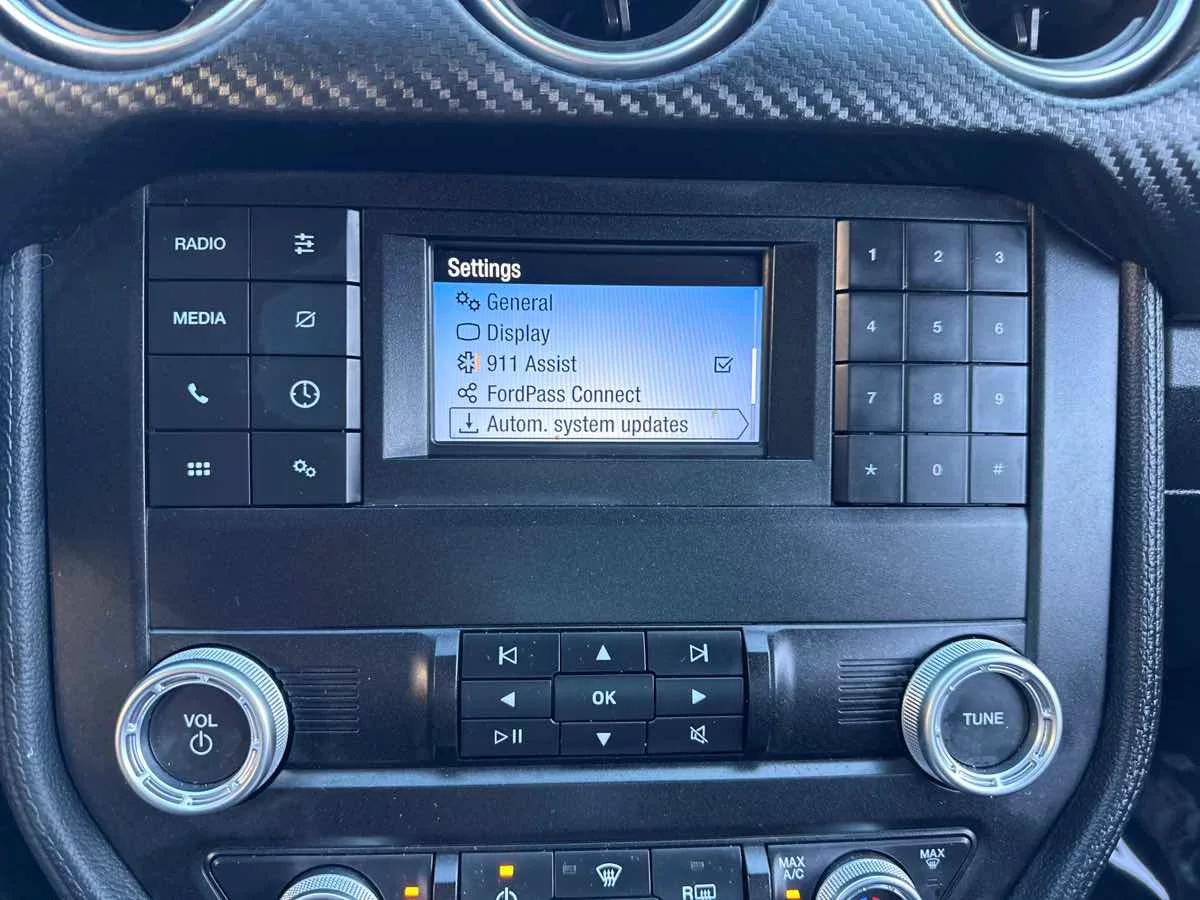 RADIO
MEDIA
Settings
General
Display
911 Assist
FordPass Connect
Autom. system updates
1 2 3
4 5 6
7 8 9
* 0 #
VOL
OK
TUNE
R
MAX
A/C
MAX